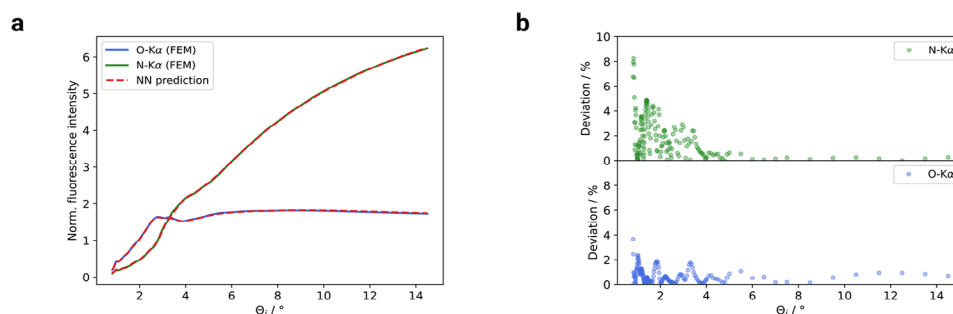 a
O-Kα (FEM)
N-Kα (FEM)
NN prediction
Norm. fluorescence intensity
6
5
4
3
2
1
0
2
4
6
8
10
12
14
Θi / °
b
N-Kα
Deviation / %
10
8
6
4
2
0
O-Kα
Deviation / %
8
6
4
2
0
2
4
6
8
10
12
14
Θi / °